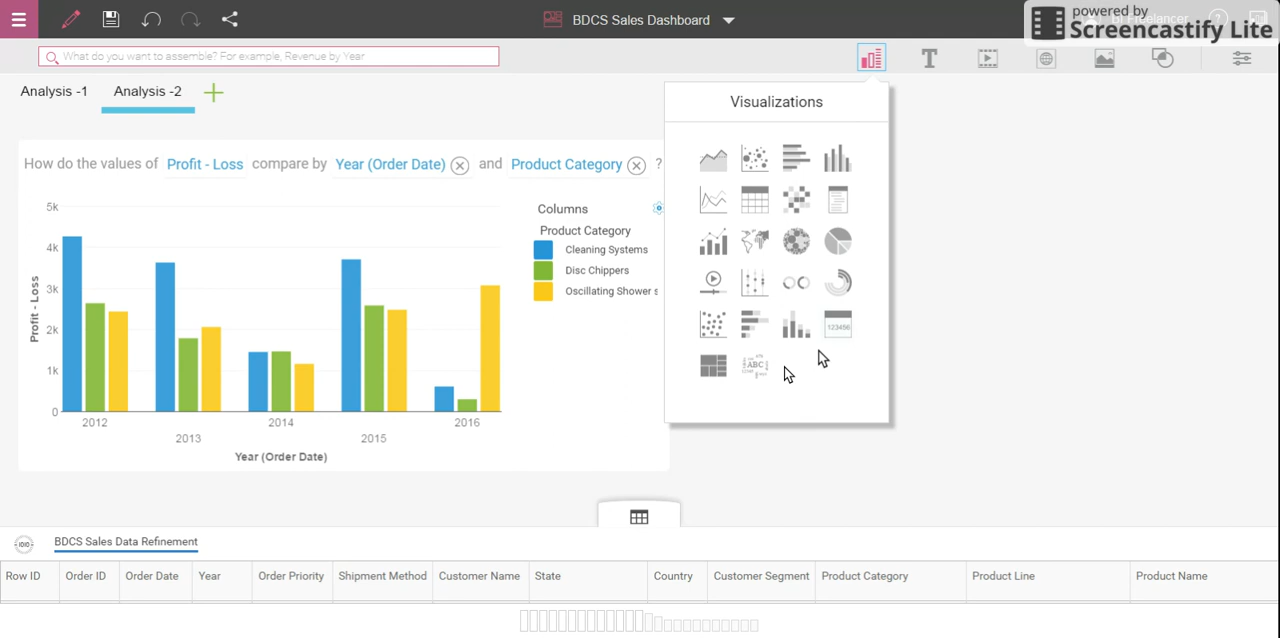 BDCS Sales Dashboard
powered by
Screencastify Lite
What do you want to assemble? For example, Revenue by Year
Analysis -1 Analysis -2
Visualizations
How do the values of Profit - Loss compare by Year (Order Date) and Product Category ?
Columns
Product Category
Cleaning Systems
Disc Chippers
Oscillating Shower s
5k
4k
3k
2k
1k
0
Profit - Loss
2012
2013
2014
2015
2016
Year (Order Date)
123456
ABC
BDCS Sales Data Refinement
Row ID Order ID Order Date Year Order Priority Shipment Method Customer Name State Country Customer Segment Product Category Product Line Product Name